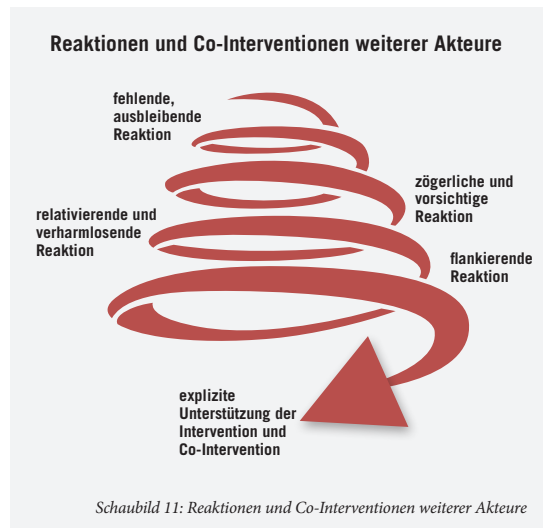 Reaktionen und Co-Interventionen weiterer Akteure
fehlende,
ausbleibende
Reaktion
zögerliche und
vorsichtige
Reaktion
relativierende und
verharmlosende
Reaktion
flankierende
Reaktion
explizite
Unterstützung der
Intervention und
Co-Intervention
Schaubild 11: Reaktionen und Co-Interventionen weiterer Akteure